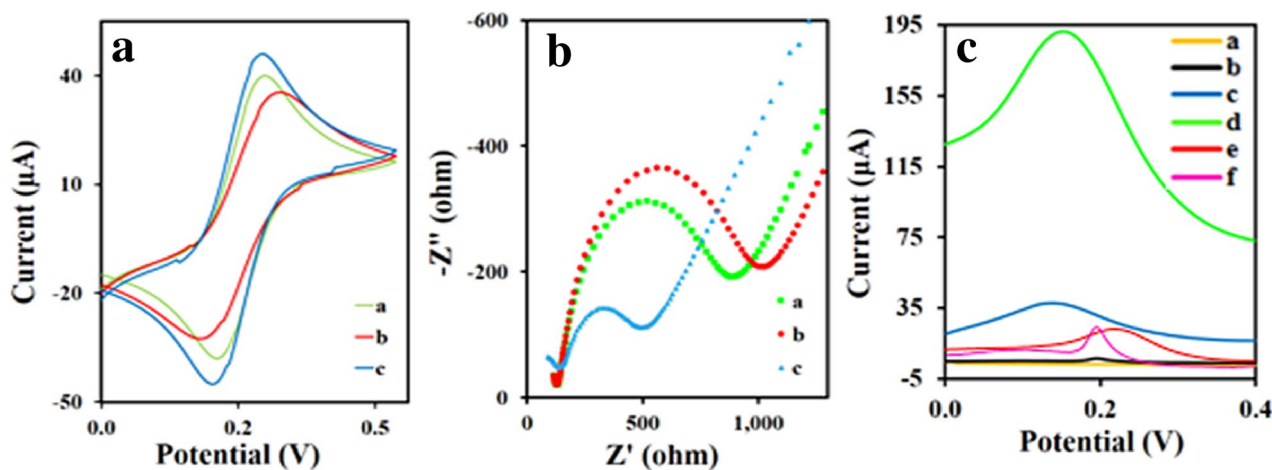 a
Current (µA)
40
10
-20
-50
0.0
0.2
0.5
Potential (V)
a
b
c
b
-Z'' (ohm)
-600
-400
-200
0
0
500
1,000
Z' (ohm)
a
b
c
c
Current (µA)
195
155
115
75
35
-5
0.0
0.2
0.4
Potential (V)
a
b
c
d
e
f